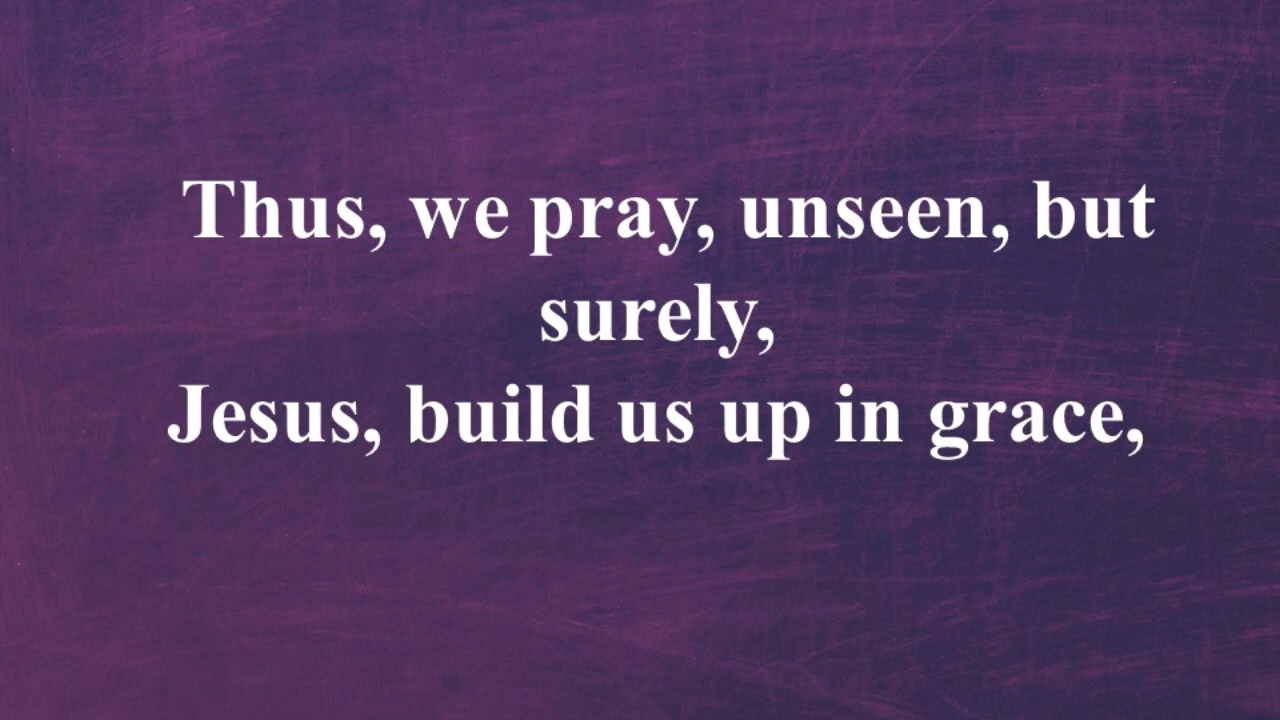 Thus, we pray, unseen, but
surely,
Jesus, build us up in grace,